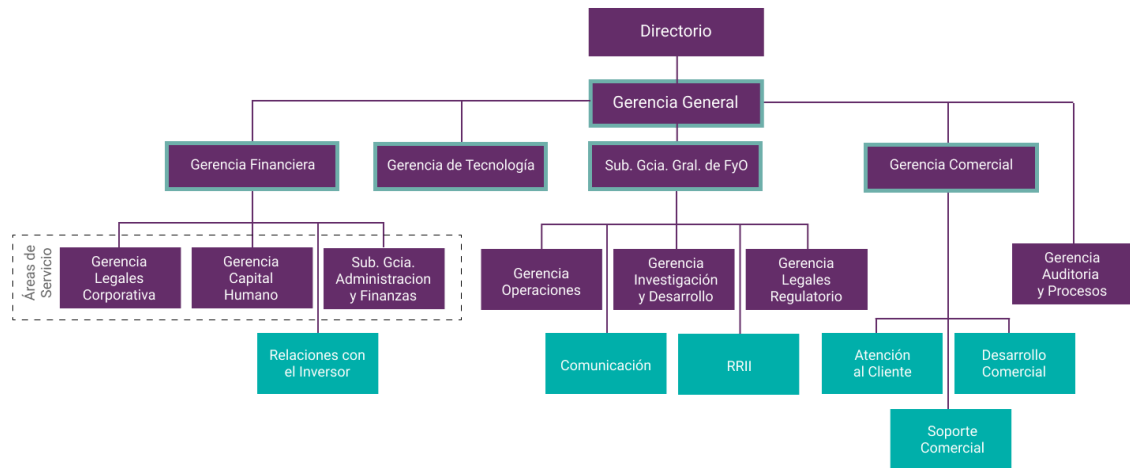 Directorio
Gerencia General
Gerencia Financiera
Gerencia de Tecnología
Sub. Gcia. Gral. de FyO
Gerencia Comercial
Áreas de
Servicio
Gerencia
Legales
Corporativa
Gerencia
Capital
Humano
Sub. Gcia.
Administracion
y Finanzas
Gerencia
Operaciones
Gerencia
Investigación
y Desarrollo
Gerencia
Legales
Regulatorio
Gerencia
Auditoria
y Procesos
Relaciones con
el Inversor
Comunicación
RRII
Atención
al Cliente
Desarrollo
Comercial
Soporte
Comercial